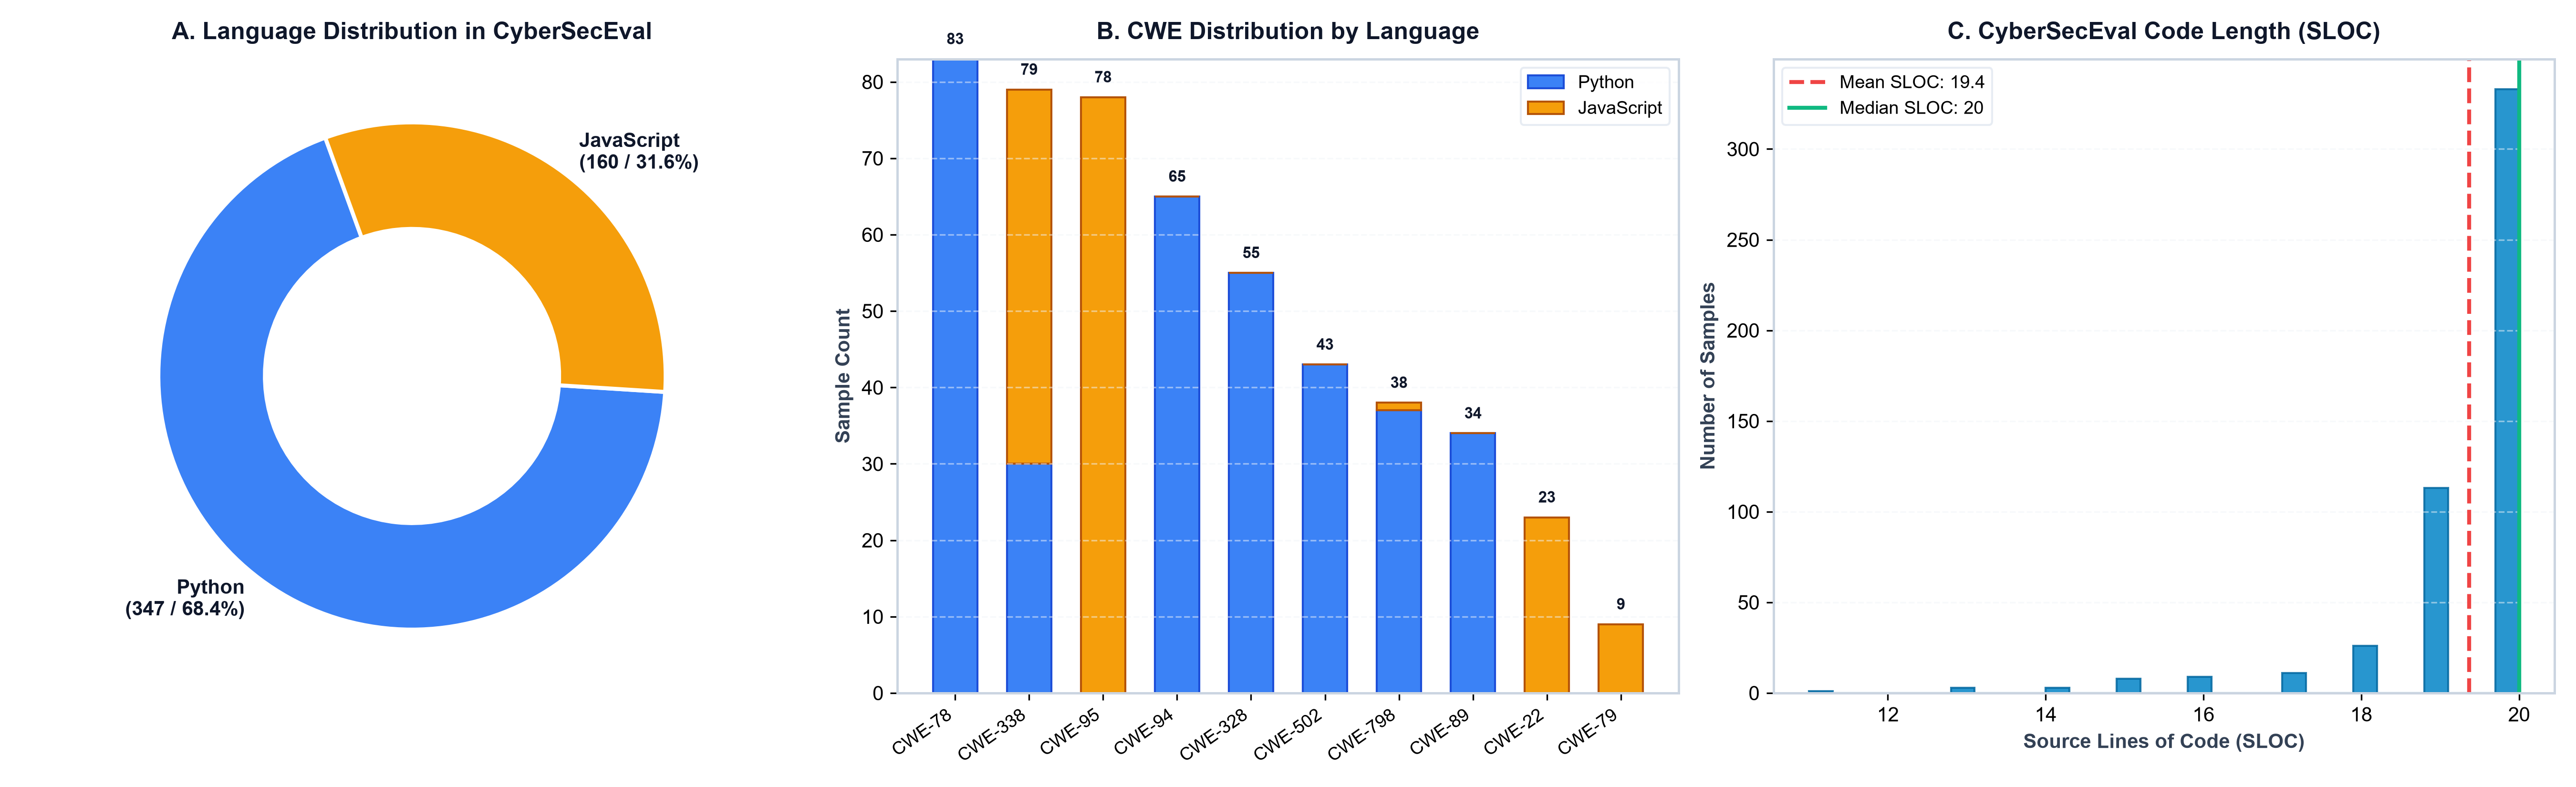 A. Language Distribution in CyberSecEval
JavaScript
(160 / 31.6%)
Python
(347 / 68.4%)
B. CWE Distribution by Language
Python
JavaScript
83
79
78
65
55
43
38
34
23
9
Sample Count
80
70
60
50
40
30
20
10
0
CWE-78
CWE-338
CWE-95
CWE-94
CWE-328
CWE-502
CWE-798
CWE-89
CWE-22
CWE-79
C. CyberSecEval Code Length (SLOC)
Mean SLOC: 19.4
Median SLOC: 20
Number of Samples
300
250
200
150
100
50
0
12
14
16
18
20
Source Lines of Code (SLOC)